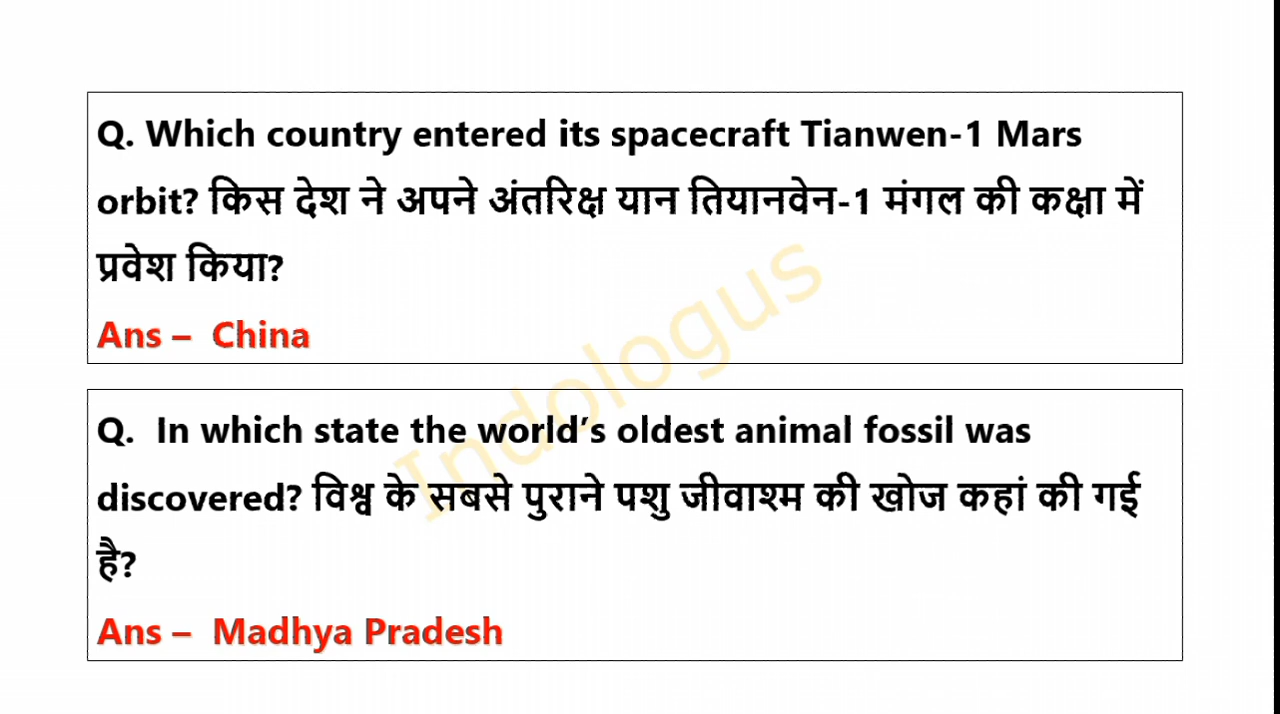 Q. Which country entered its spacecraft Tianwen-1 Mars
orbit? किस देश ने अपने अंतरिक्ष यान तियानवेन-1 मंगल की कक्षा में
प्रवेश किया?
Ans – China
Indologus
Q. In which state the world’s oldest animal fossil was
discovered? विश्व के सबसे पुराने पशु जीवाश्म की खोज कहां की गई
है?
Ans – Madhya Pradesh